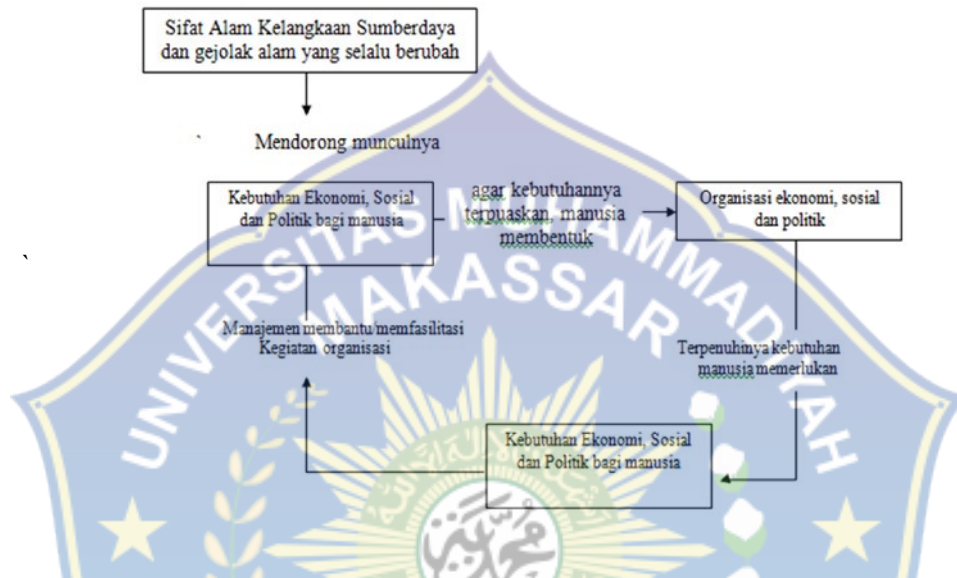 Sifat Alam Kelangkaan Sumberdaya
dan gejolak alam yang selalu berubah
Mendorong munculnya
Kebutuhan Ekonomi, Sosial
dan Politik bagi manusia
agar kebutuhannya
terpuaskan, manusia
membentuk
Organisasi ekonomi, sosial
dan politik
Manajemen membantu/memfasilitasi
Kegiatan organisasi
Terpenuhinya kebutuhan
manusia memerlukan
Kebutuhan Ekonomi, Sosial
dan Politik bagi manusia
UNIVERSITAS MUHAMMADIYAH
MAKASSAR